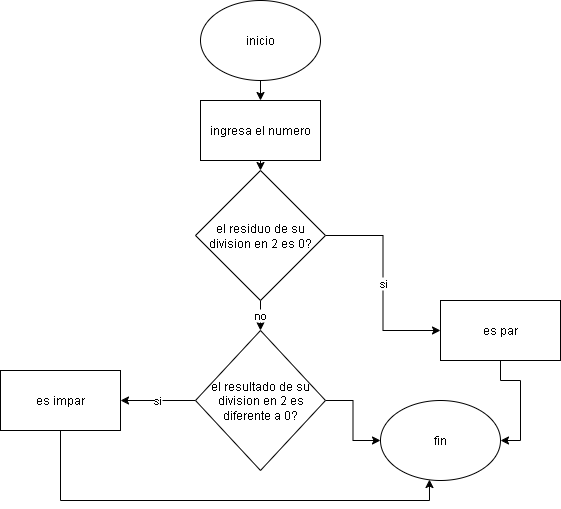 inicio
ingresa el numero
el residuo de su
division en 2 es 0?
si
es par
no
el resultado de su
division en 2 es
diferente a 0?
si
es impar
fin